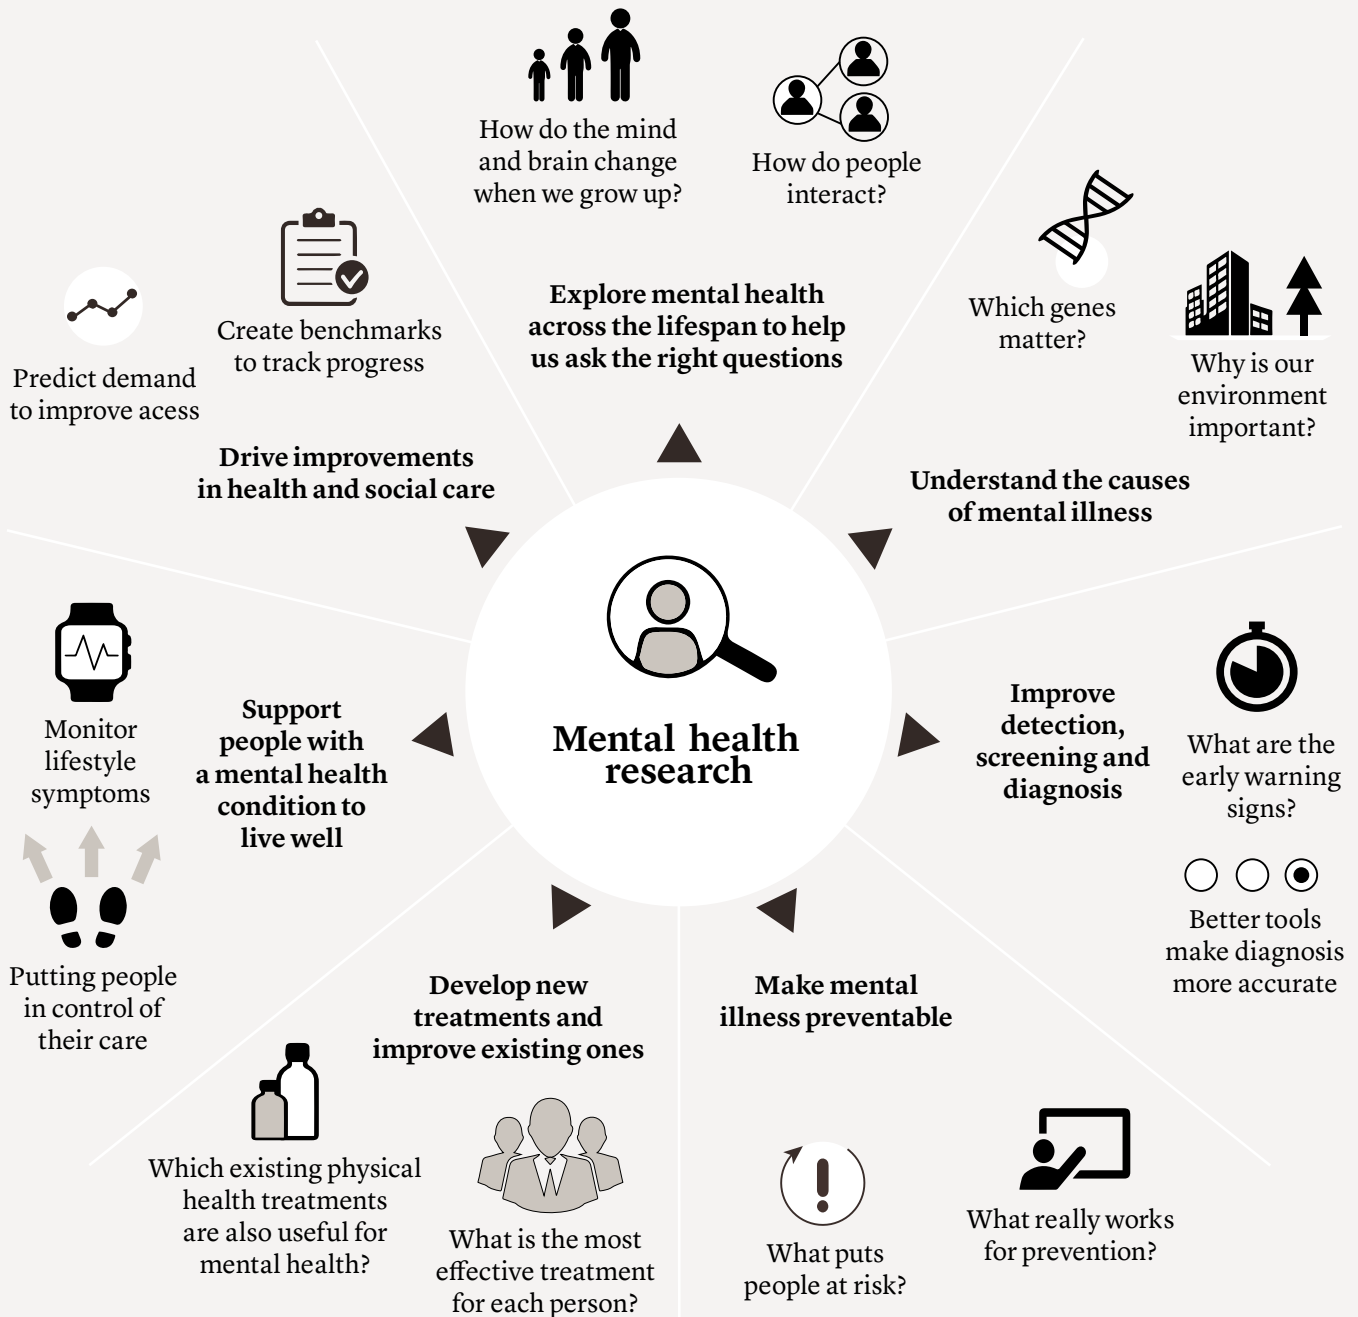 How do the mind
and brain change
when we grow up?
How do people
interact?
Explore mental health
across the lifespan to help
us ask the right questions
Which genes
matter?
Why is our
environment
important?
Understand the causes
of mental illness
Improve
detection,
screening and
diagnosis
What are the
early warning
signs?
Better tools
make diagnosis
more accurate
Make mental
illness preventable
What puts
people at risk?
What really works
for prevention?
Develop new
treatments and
improve existing ones
Which existing physical
health treatments
are also useful for
mental health?
What is the most
effective treatment
for each person?
Support
people with
a mental health
condition to
live well
Monitor
lifestyle
symptoms
Putting people
in control of
their care
Drive improvements
in health and social care
Predict demand
to improve acess
Create benchmarks
to track progress
Mental health
research